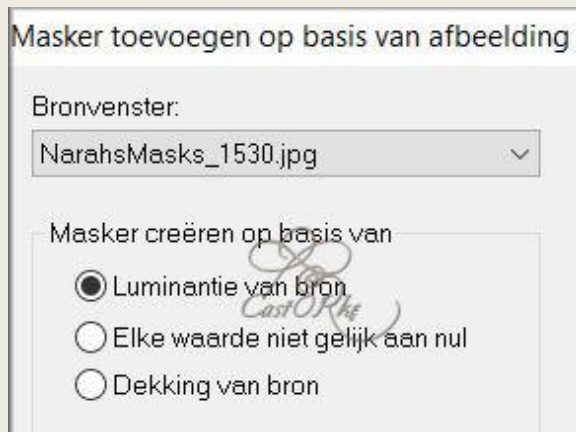 Masker toevoegen op basis van afbeelding
Bronvenster:
NarahsMasks_1530.jpg
Masker creëren op basis van
Luminantie van bron
Elke waarde niet gelijk aan nul
Dekking van bron